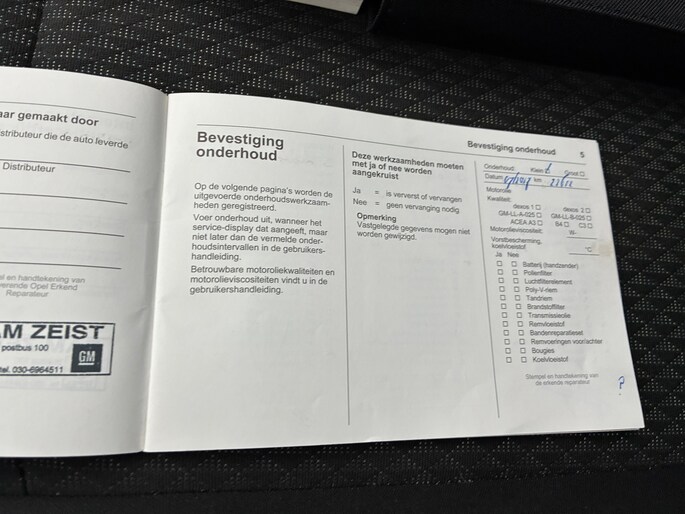 ar gemaakt door
stributeur die de auto leverde
Distributeur
el en handtekening van
verende Opel Erkend
Reparateur
AM ZEIST
postbus 100
GM
tel. 030-6964511
Bevestiging
onderhoud
Op de volgende pagina's worden de
uitgevoerde onderhoudswerkzaam-
heden geregistreerd.
Voer onderhoud uit, wanneer het
service-display dat aangeeft, maar
niet later dan de vermelde onder-
houdsintervallen in de gebruikers-
handleiding.
Betrouwbare motoroliekwaliteiten en
motorolieviscositeiten vindt u in de
gebruikershandleiding.
Deze werkzaamheden moeten
met ja of nee worden
aangekruist
Ja = is ververst of vervangen
Nee = geen vervanging nodig
Opmerking
Vastgelegde gegevens mogen niet
worden gewijzigd.
Bevestiging onderhoud 5
Onderhoud: Klein Groot
Datum km
Motorolie
Kwaliteit:
dexos 1 dexos 2
GM-LL-A-025 GM-LL-B-025
ACEA A3 B4 C3
Motorolieviscositeit: W-
Vorstbescherming,
koelvloeistof °C
Ja Nee
Batterij (handzender)
Pollenfilter
Luchtfilterelement
Poly-V-riem
Tandriem
Brandstoffilter
Transmissieolie
Remvloeistof
Bandenreparatieset
Remvoeringen voor/achter
Bougies
Koelvloeistof
Stempel en handtekening van
de erkende reparateur
?